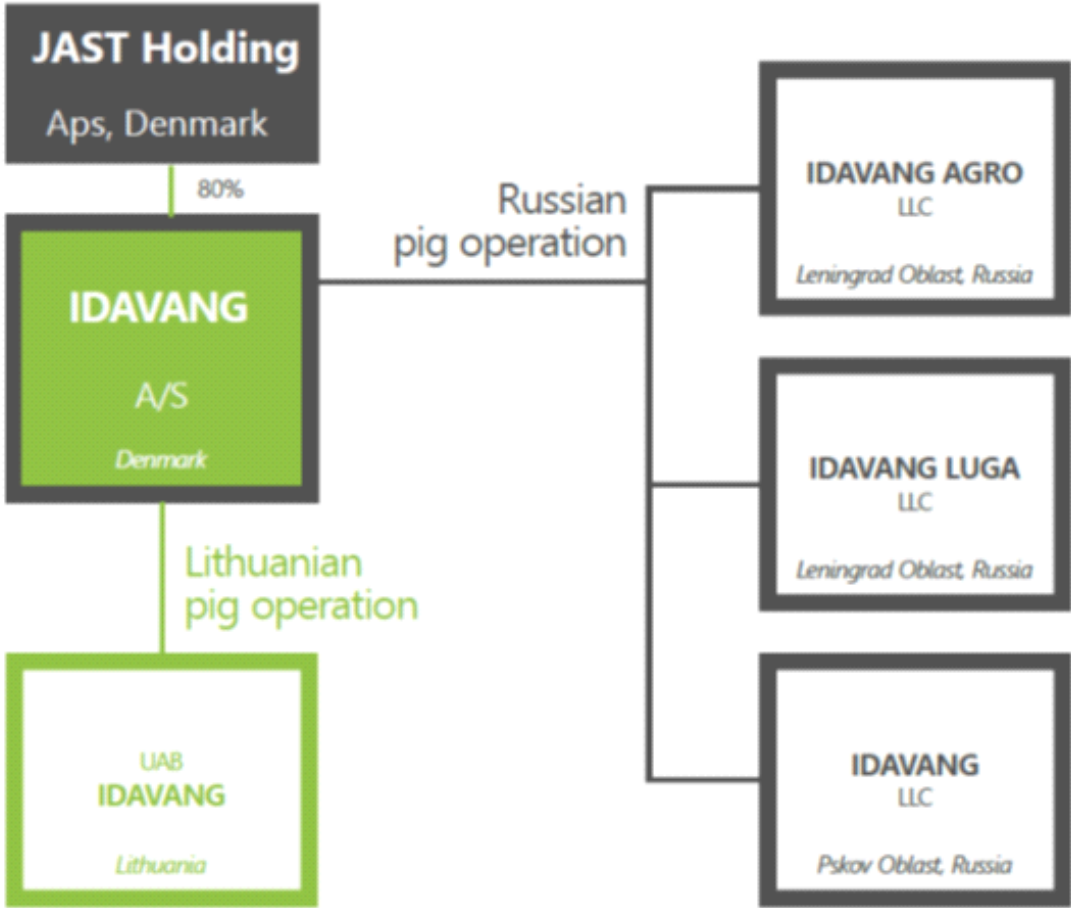 JAST Holding
Aps, Denmark
80%
IDAVANG
A/S
Denmark
Russian
pig operation
Lithuanian
pig operation
UAB
IDAVANG
Lithuania
IDAVANG AGRO
LLC
Leningrad Oblast, Russia
IDAVANG LUGA
LLC
Leningrad Oblast, Russia
IDAVANG
LLC
Pskov Oblast, Russia